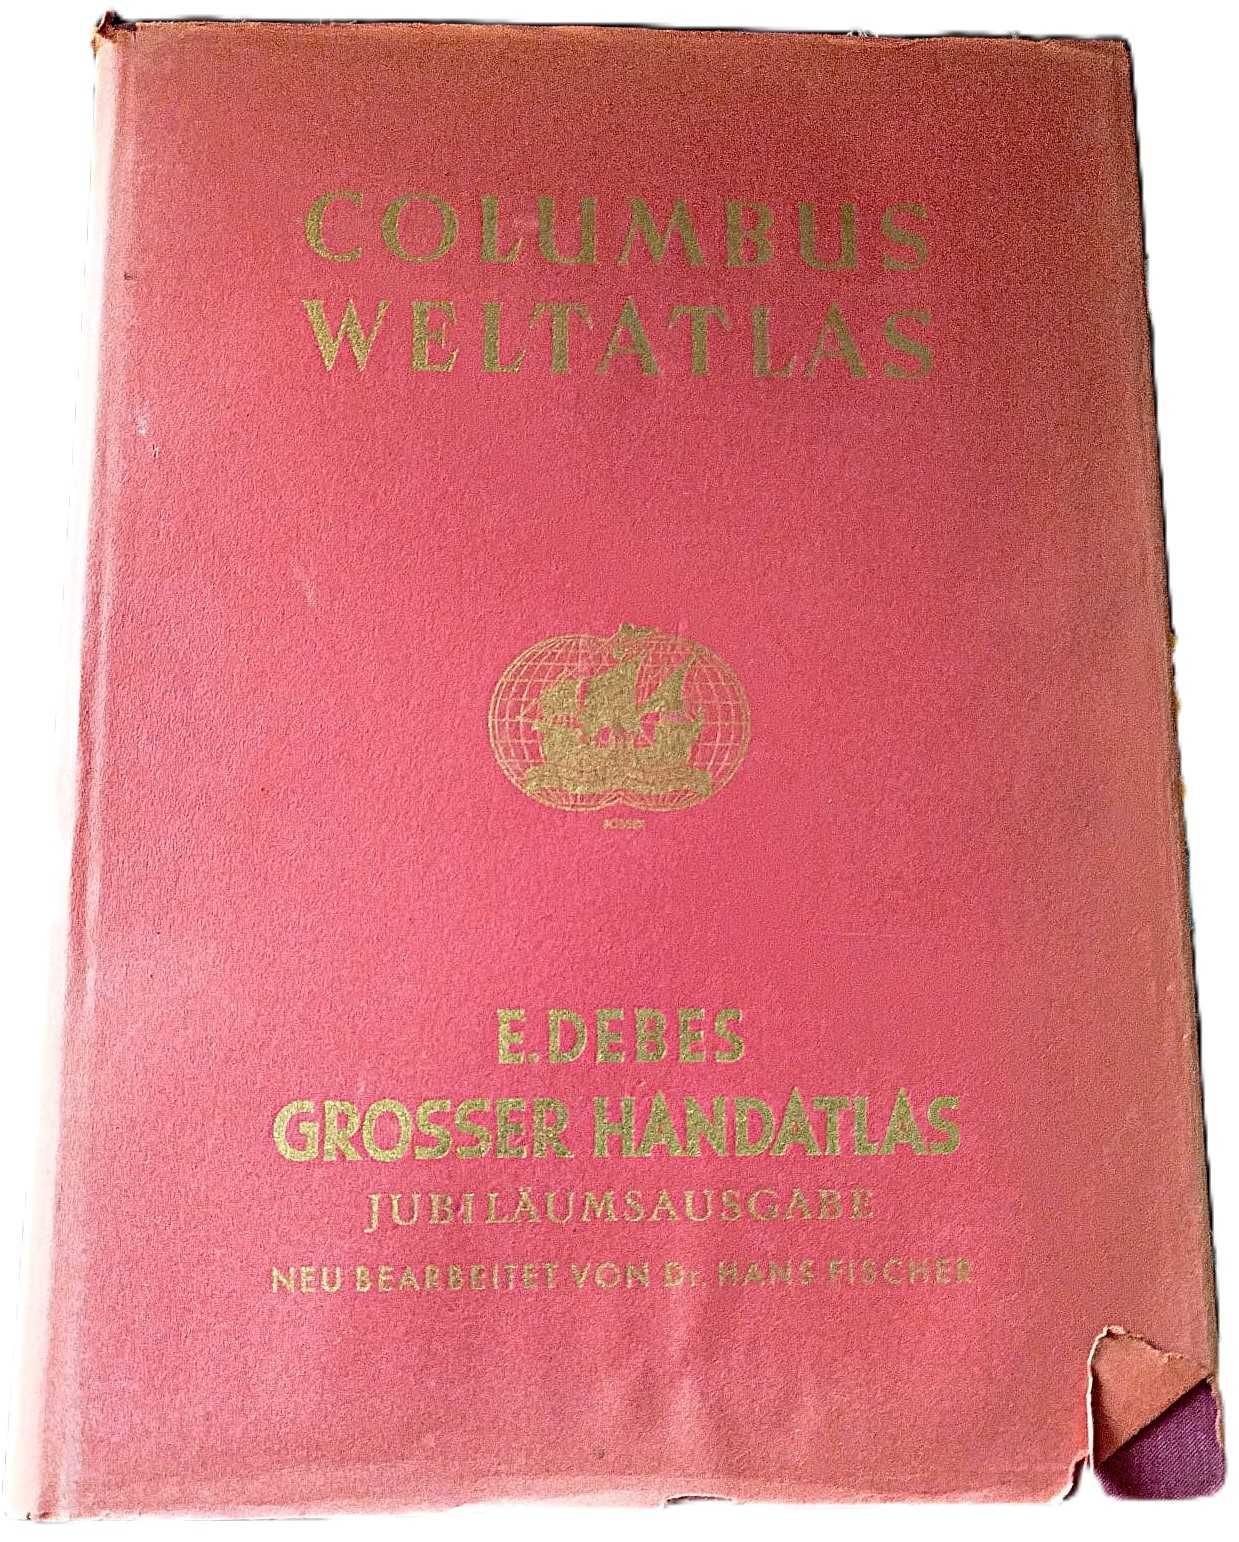 COLUMBUS
WELTATLAS
E. DEBES
GROSSER HANDATLAS
JUBILÄUMSAUSGABE
NEU BEARBEITET VON Dr. HANS FISCHER